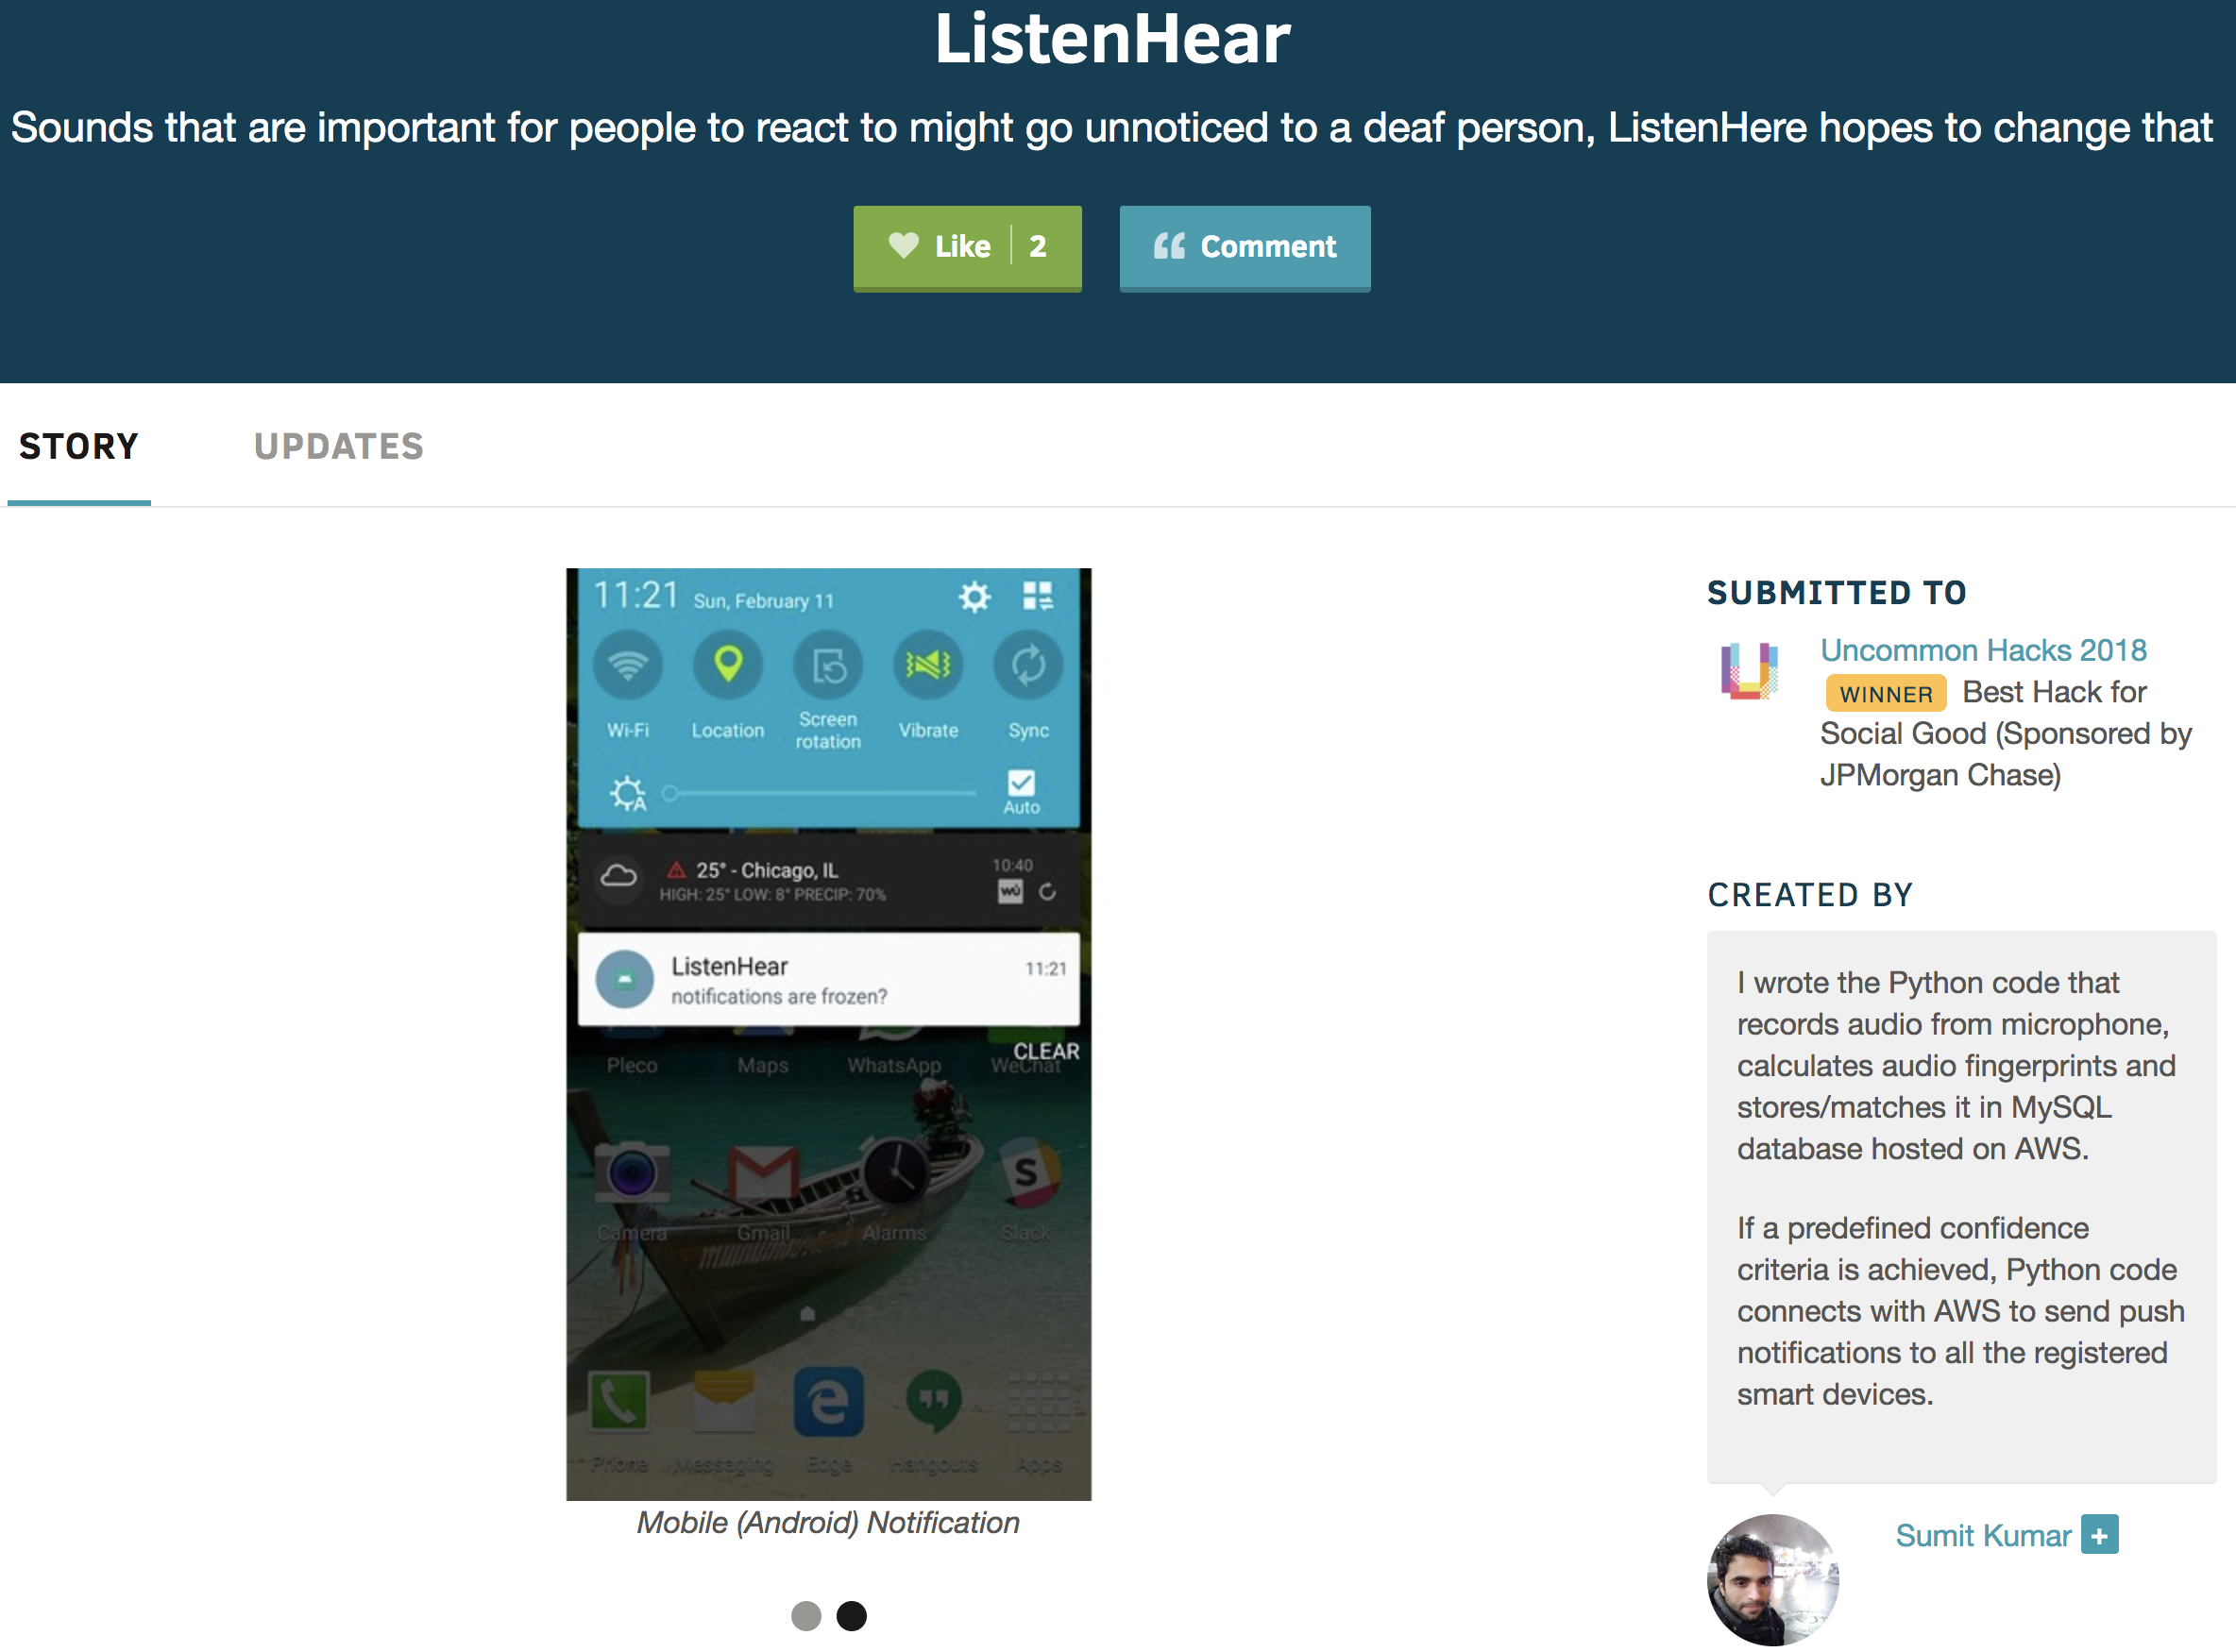 ListenHear
Sounds that are important for people to react to might go unnoticed to a deaf person, ListenHere hopes to change that
Like 2
Comment
STORY
UPDATES
11:21 Sun, February 11
Wi-Fi
Location
Screen
rotation
Vibrate
Sync
A
Auto
25° - Chicago, IL
10:40
HIGH: 25° LOW: 8° PRECIP: 70%
wu
ListenHear
11:21
notifications are frozen?
CLEAR
Pleco
Maps
WhatsApp
WeChat
S
Camera
Gmail
Alarms
Slack
Phone
Messaging
Edge
Hangouts
Apps
Mobile (Android) Notification
SUBMITTED TO
Uncommon Hacks 2018
WINNER Best Hack for
Social Good (Sponsored by
JPMorgan Chase)
CREATED BY
I wrote the Python code that
records audio from microphone,
calculates audio fingerprints and
stores/matches it in MySQL
database hosted on AWS.
If a predefined confidence
criteria is achieved, Python code
connects with AWS to send push
notifications to all the registered
smart devices.
Sumit Kumar +